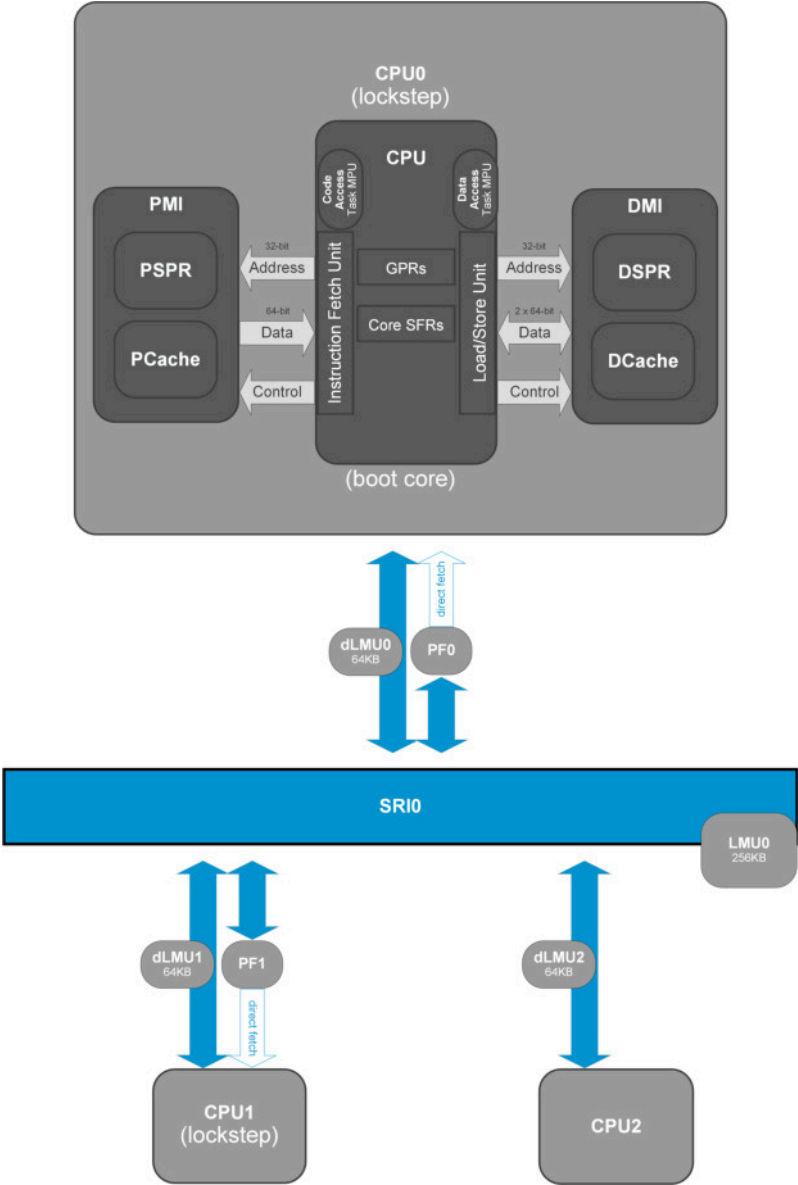 CPU0
(lockstep)
CPU
Code
Access
Task MPU
Data
Access
Task MPU
PMI
DMI
PSPR
PCache
32-bit
Address
64-bit
Data
Control
Instruction Fetch Unit
GPRs
Core SFRs
Load/Store Unit
32-bit
Address
2 x 64-bit
Data
Control
DSPR
DCache
(boot core)
direct fetch
dLMU0
64KB
PF0
SRI0
LMU0
256KB
dLMU1
64KB
PF1
direct fetch
dLMU2
64KB
CPU1
(lockstep)
CPU2